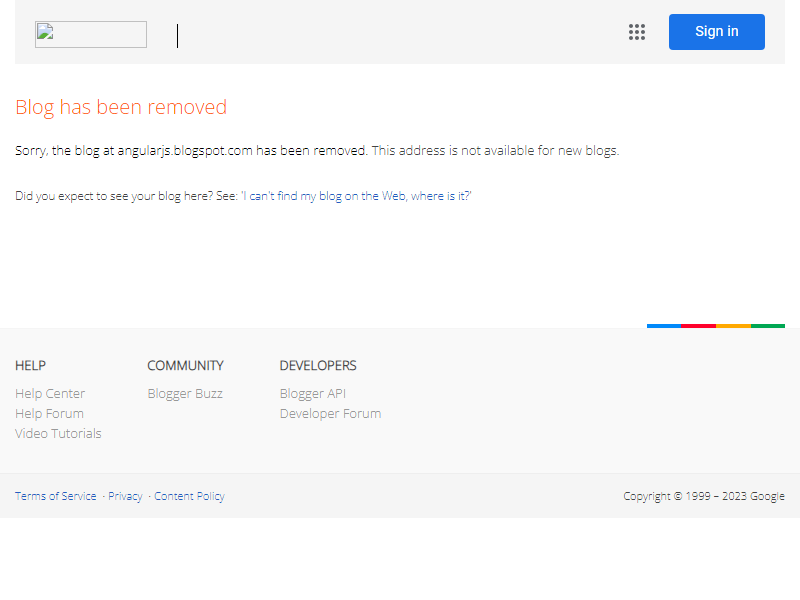 Sign in
Blog has been removed
Sorry, the blog at angularjs.blogspot.com has been removed. This address is not available for new blogs.
Did you expect to see your blog here? See: 'I can't find my blog on the Web, where is it?'
HELP
Help Center
Help Forum
Video Tutorials
COMMUNITY
Blogger Buzz
DEVELOPERS
Blogger API
Developer Forum
Terms of Service · Privacy · Content Policy
Copyright © 1999 – 2023 Google